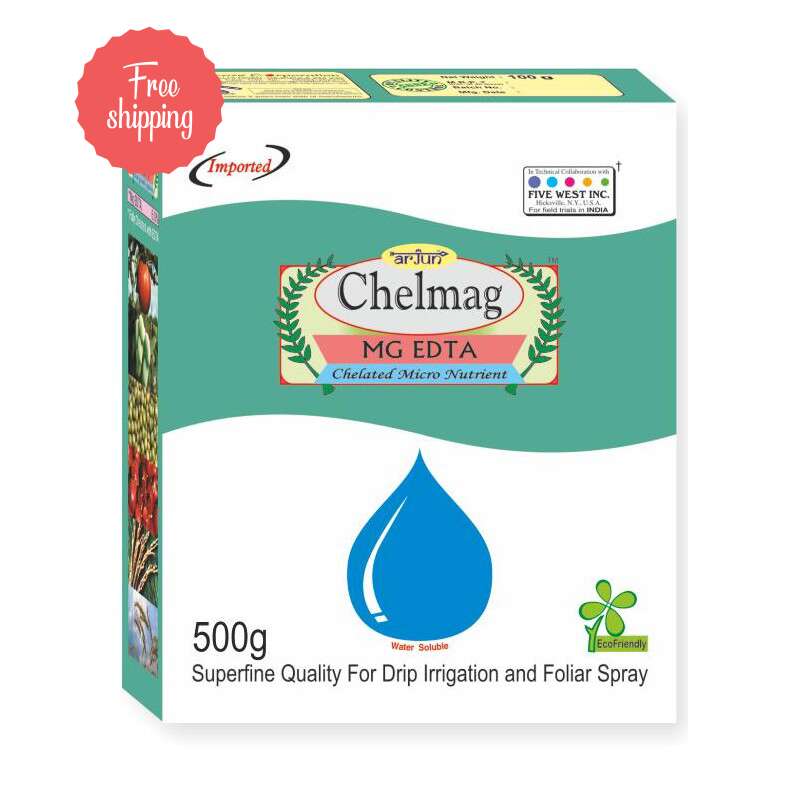 Free
shipping
Net Weight : 100 g
M.R.P.
Batch No. :
Mfg. Date :
Imported
In Technical Collaboration with
†
FIVE WEST INC.
Hicksville, N.Y., U.S.A.
For field trials in INDIA
arjun
TM
Chelmag
MG EDTA
Chelated Micro Nutrient
500g
Water Soluble
EcoFriendly
Superfine Quality For Drip Irrigation and Foliar Spray